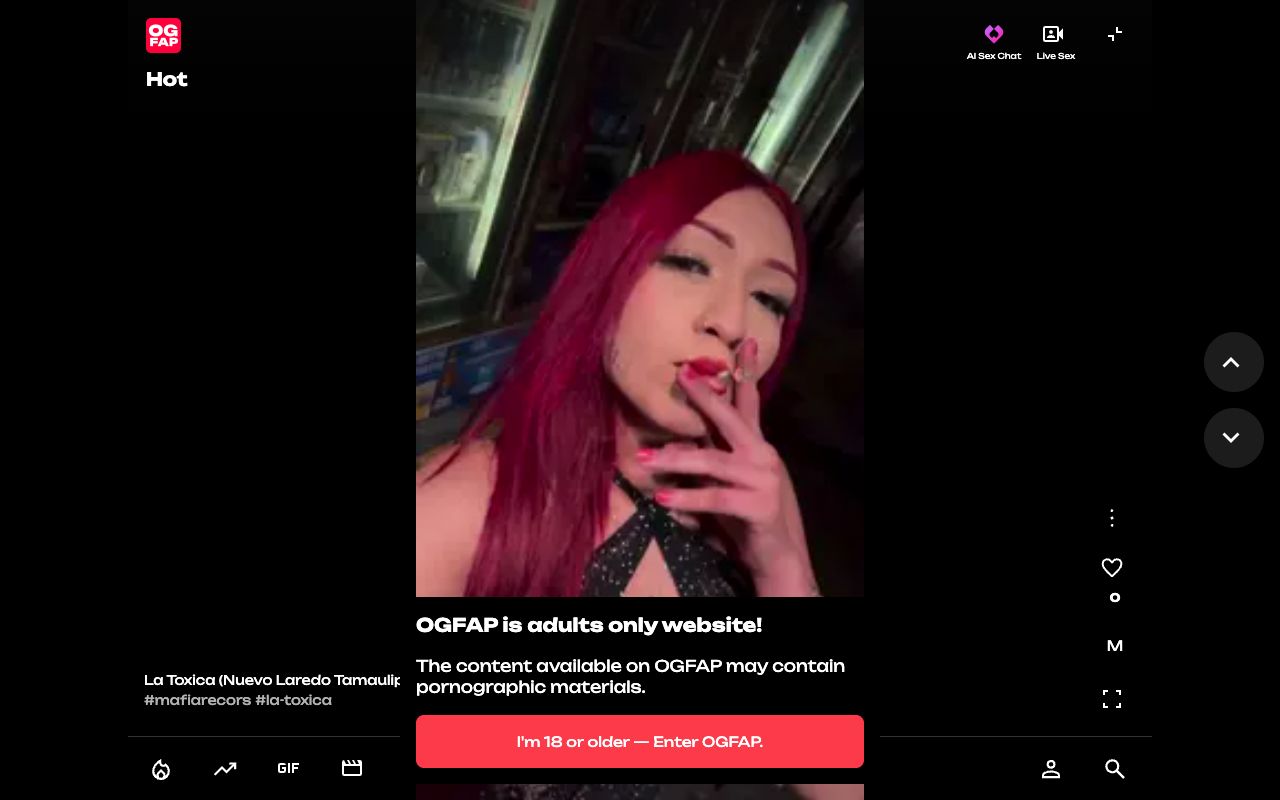 OG
FAP
AI Sex Chat
Live Sex
Hot
0
M
OGFAP is adults only website!
The content available on OGFAP may contain
pornographic materials.
La Toxica (Nuevo Laredo Tamaulip
#mafiarecors #la-toxica
I'm 18 or older — Enter OGFAP.
GIF